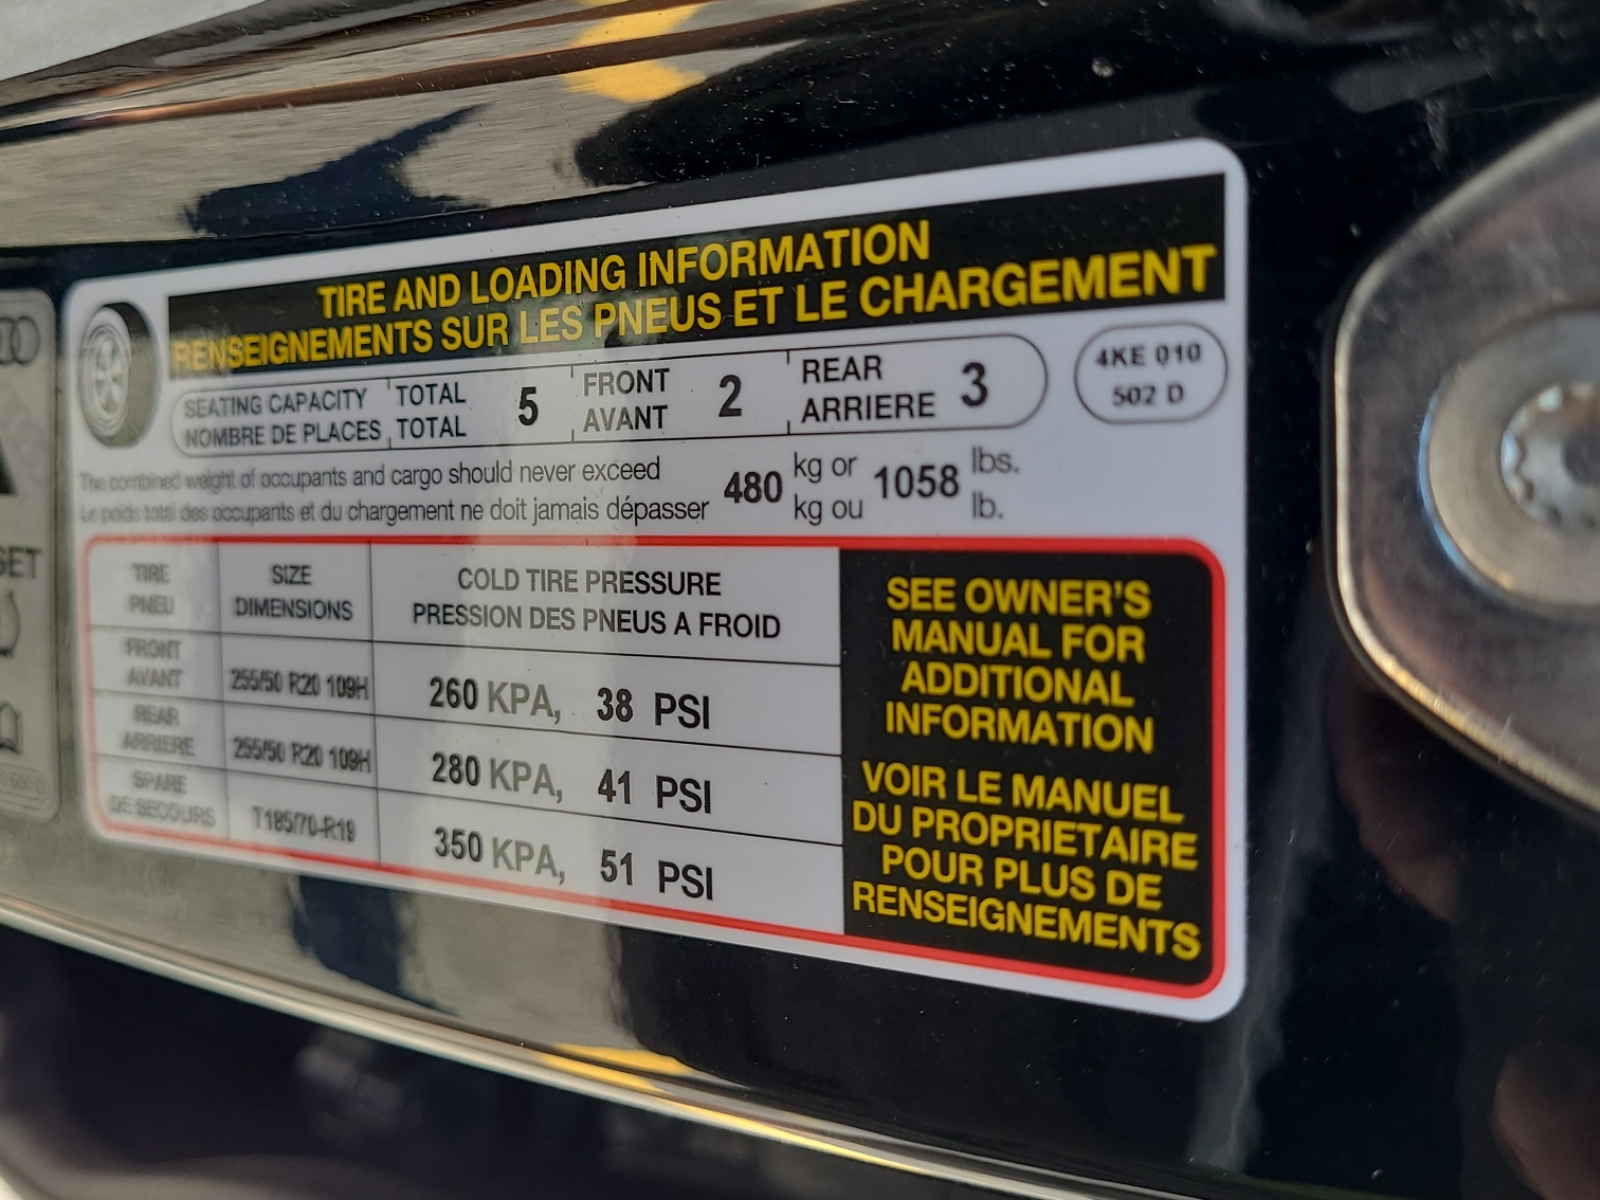 TIRE AND LOADING INFORMATION
RENSEIGNEMENTS SUR LES PNEUS ET LE CHARGEMENT
SEATING CAPACITY TOTAL 5 FRONT 2 REAR 3
NOMBRE DE PLACES TOTAL AVANT ARRIERE
4KE 010
502 D
The combined weight of occupants and cargo should never exceed 480 kg or 1058 lbs.
Le poids total des occupants et du chargement ne doit jamais dépasser kg ou lb.
TIRE SIZE COLD TIRE PRESSURE
PNEU DIMENSIONS PRESSION DES PNEUS A FROID
FRONT
AVANT 255/50 R20 109H 260 KPA, 38 PSI
REAR
ARRIERE 255/50 R20 109H 280 KPA, 41 PSI
SPARE
DE SECOURS T185/70-R19 350 KPA, 51 PSI
SEE OWNER'S
MANUAL FOR
ADDITIONAL
INFORMATION
VOIR LE MANUEL
DU PROPRIETAIRE
POUR PLUS DE
RENSEIGNEMENTS